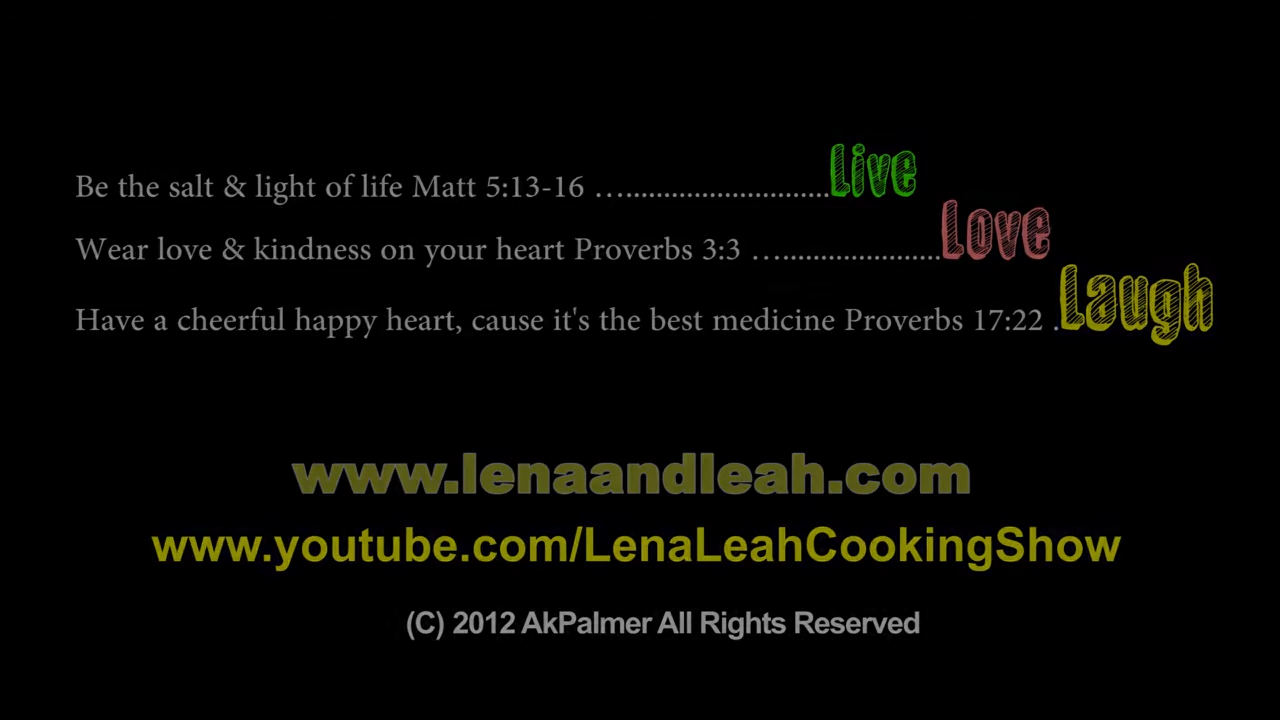 Be the salt & light of life Matt 5:13-16 …...........................Live
Wear love & kindness on your heart Proverbs 3:3 …....................Love
Have a cheerful happy heart, cause it's the best medicine Proverbs 17:22 .Laugh
www.lenaandleah.com
www.youtube.com/LenaLeahCookingShow
(C) 2012 AkPalmer All Rights Reserved